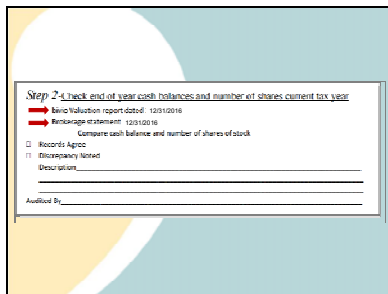 Step 2-Check end of year cash balances and number of shares current tax year
bivio Valuation report dated 12/31/2016
Brokerage statement 12/31/2016
Compare cash balance and number of shares of stock
Records Agree
Discrepancy Noted
Description
Audited By